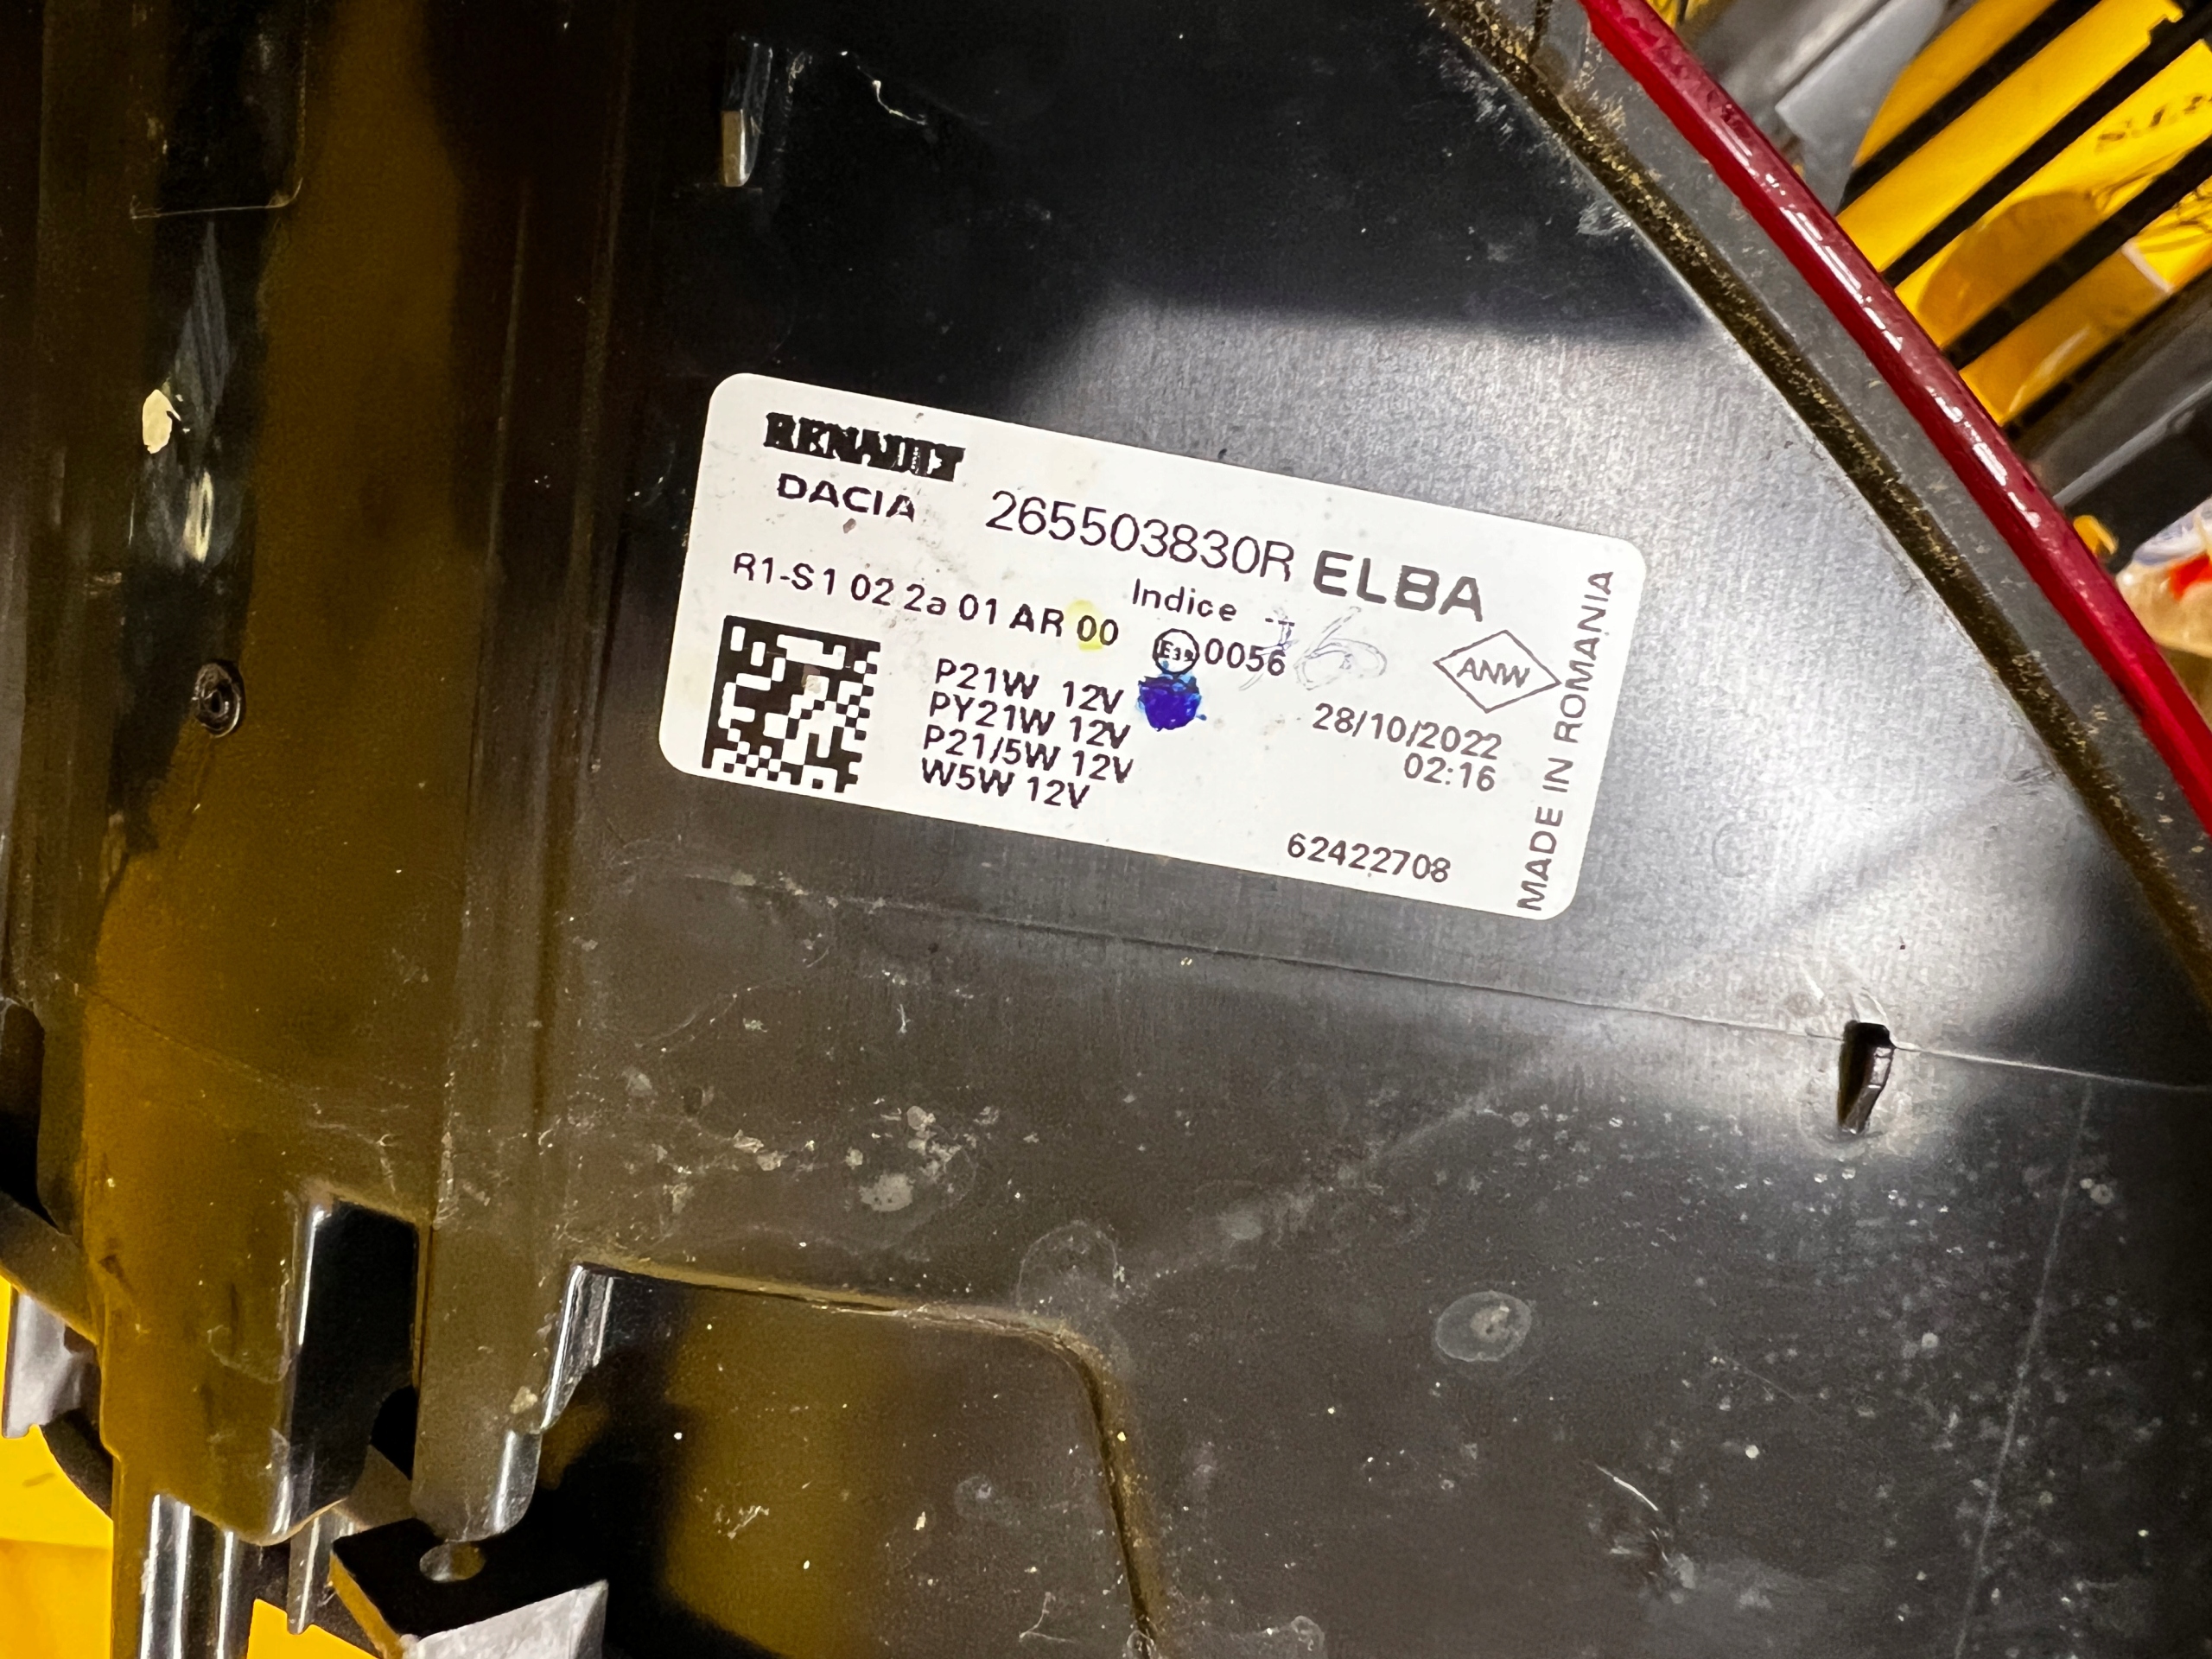 RENAULT
DACIA 265503830R ELBA
Indice --
R1-S1 02 2a 01 AR 00 0056
ANW
P21W 12V
PY21W 12V
P21/5W 12V
W5W 12V
28/10/2022
02:16
62422708
MADE IN ROMANIA